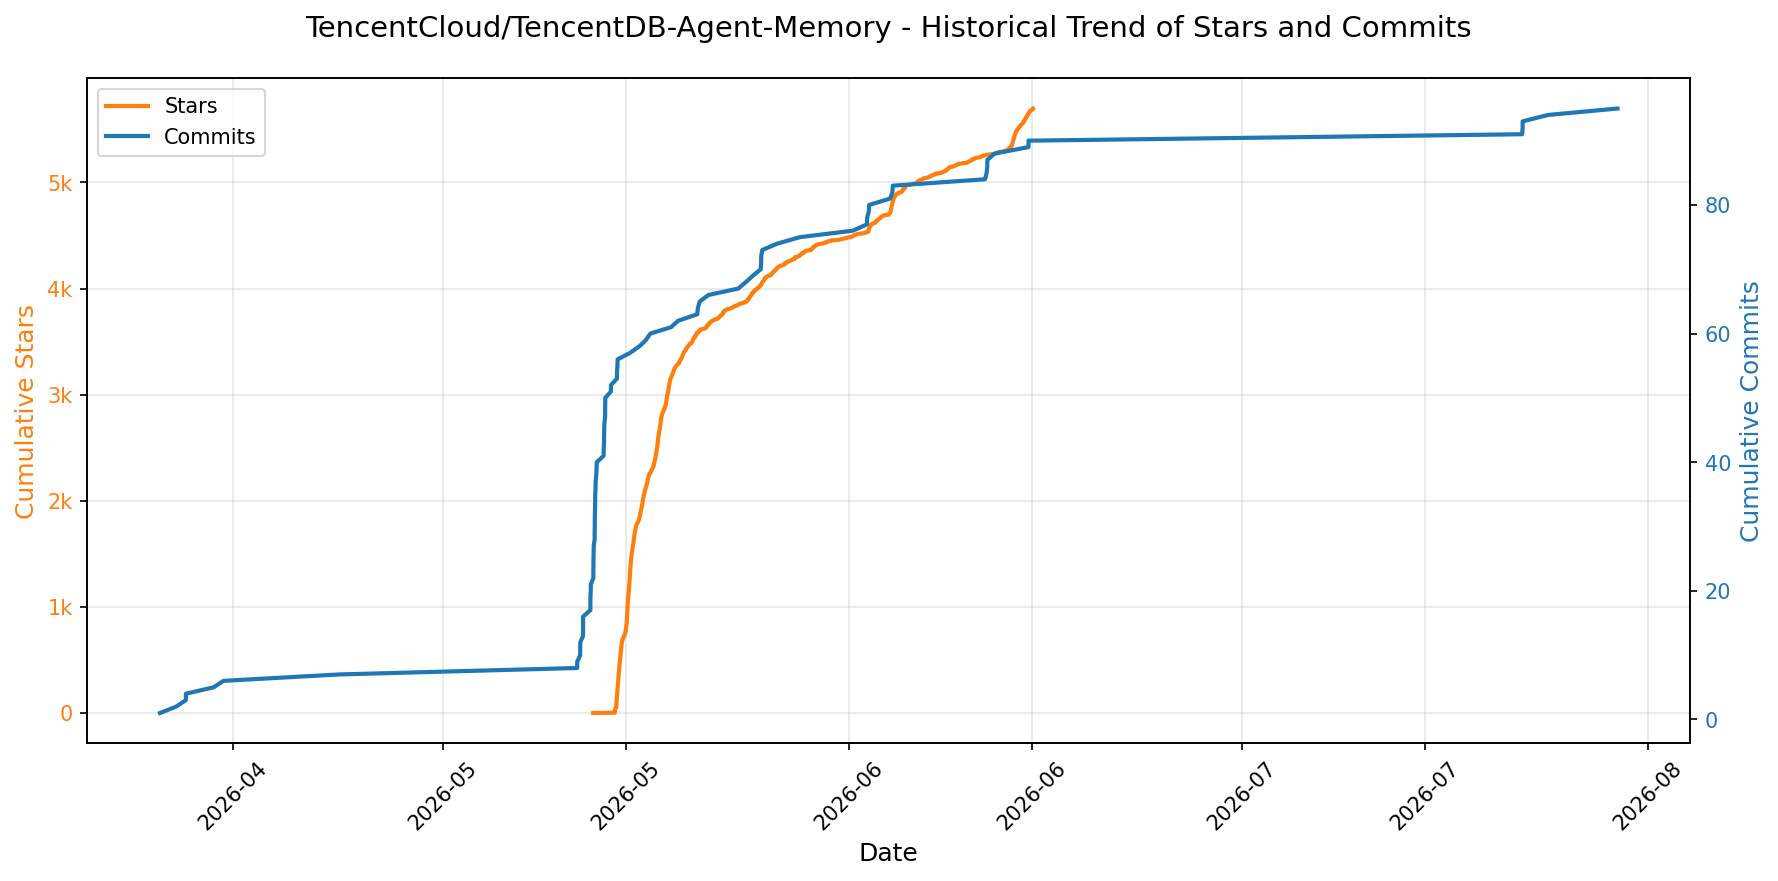 TencentCloud/TencentDB-Agent-Memory - Historical Trend of Stars and Commits
Stars
Commits
Cumulative Stars
5k
4k
3k
2k
1k
0
Cumulative Commits
80
60
40
20
0
2026-04
2026-05
2026-05
2026-06
2026-06
2026-07
2026-07
2026-08
Date